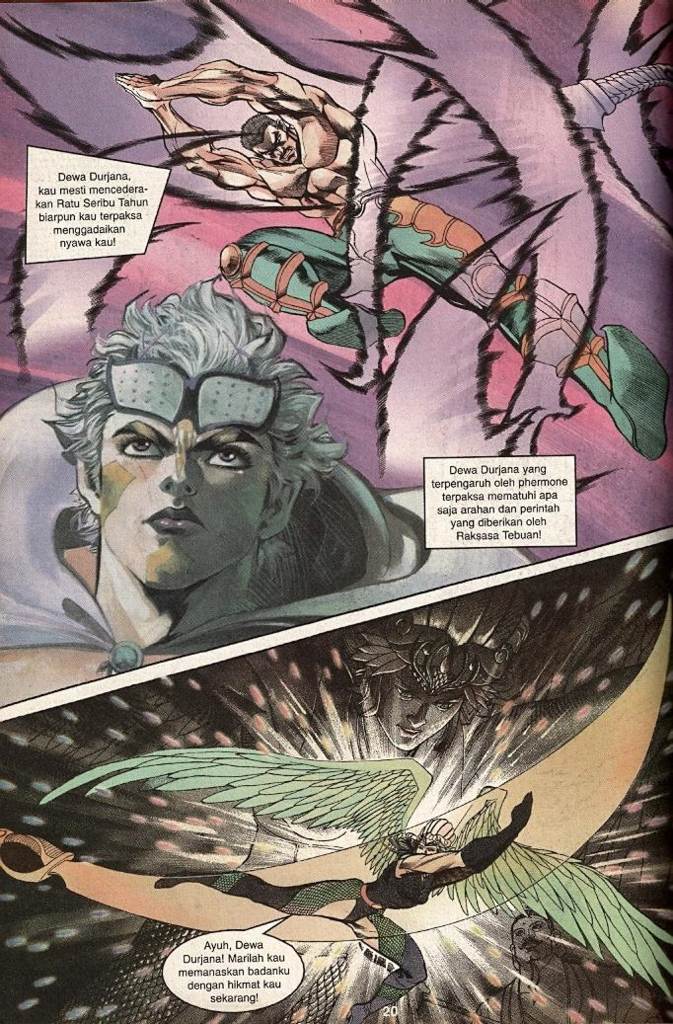 Dewa Durjana,
kau mesti mencedera-
kan Ratu Seribu Tahun
biarpun kau terpaksa
menggadaikan
nyawa kau!
Dewa Durjana yang
terpengaruh oleh phermone
terpaksa mematuhi apa
saja arahan dan perintah
yang diberikan oleh
Raksasa Tebuan!
Ayuh, Dewa
Durjana! Marilah kau
memanaskan badanku
dengan hikmat kau
sekarang!
20